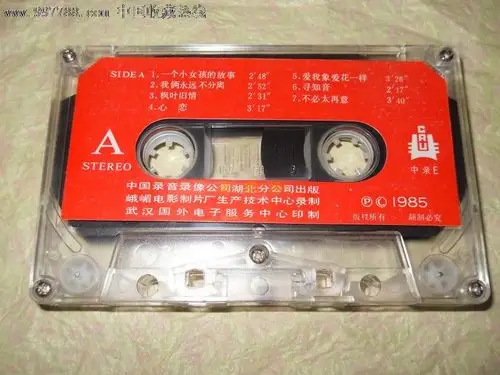 www.997788.com 中国收藏热线
SIDE A
1.一个小女孩的故事 2'48"
2.我俩永远不分离 2'52"
3.枫叶旧情 2'31"
4.心 恋 3'17"
5.爱我象爱花一样 3'26"
6.寻知音 2'17"
7.不必太再意 3'40"
A
STEREO
中录E
中国录音录像公司湖北分公司出版
峨嵋电影制片厂生产技术中心录制
武汉国外电子服务中心印制
Ⓟ Ⓒ 1985
版权所有 翻制必究